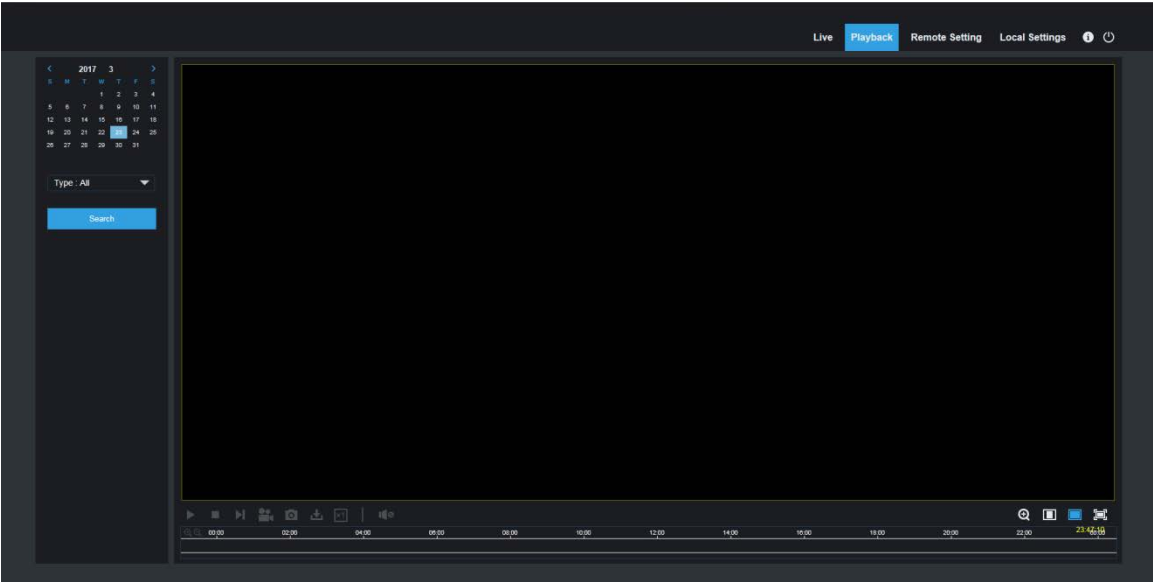 Live Playback Remote Setting Local Settings
2017 3
S M T W T F S
1 2 3 4
5 6 7 8 9 10 11
12 13 14 15 16 17 18
19 20 21 22 23 24 25
26 27 28 29 30 31
Type : All
Search
00:00 02:00 04:00 06:00 08:00 10:00 12:00 14:00 16:00 18:00 20:00 22:00 23:47:10